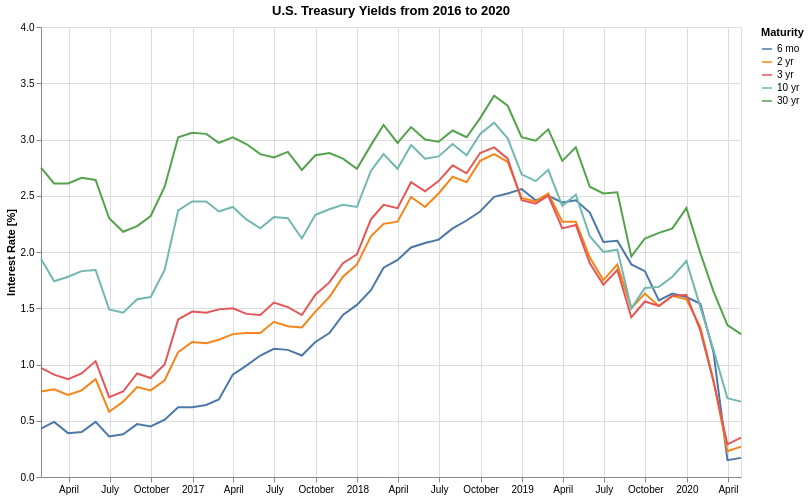 U.S. Treasury Yields from 2016 to 2020
Maturity
6 mo
2 yr
3 yr
10 yr
30 yr
Interest Rate [%]
4.0
3.5
3.0
2.5
2.0
1.5
1.0
0.5
0.0
April July October 2017 April July October 2018 April July October 2019 April July October 2020 April